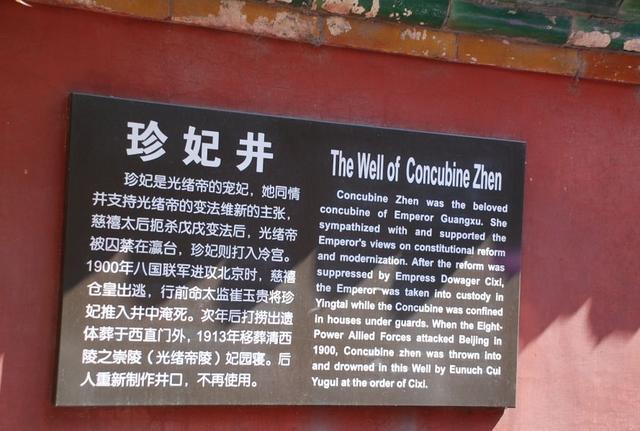 珍妃井
珍妃是光绪帝的宠妃，她同情
并支持光绪帝的变法维新的主张，
慈禧太后扼杀戊戌变法后，光绪帝
被囚禁在瀛台，珍妃则打入冷宫。
1900年八国联军进攻北京时，慈禧
仓皇出逃，行前命太监崔玉贵将珍
妃推入井中淹死。次年后打捞出遗
体葬于西直门外，1913年移葬清西
陵之崇陵（光绪帝陵）妃园寝。后
人重新制作井口，不再使用。
The Well of Concubine Zhen
Concubine Zhen was the beloved
concubine of Emperor Guangxu. She
sympathized with and supported the
Emperor's views on constitutional reform
and modernization. After the reform was
suppressed by Empress Dowager Cixi,
the Emperor was taken into custody in
Yingtai while the Concubine was confined
in houses under guards. When the Eight-
Power Allied Forces attacked Beijing in
1900, Concubine zhen was thrown into
and drowned in this Well by Eunuch Cui
Yugui at the order of Cixi.